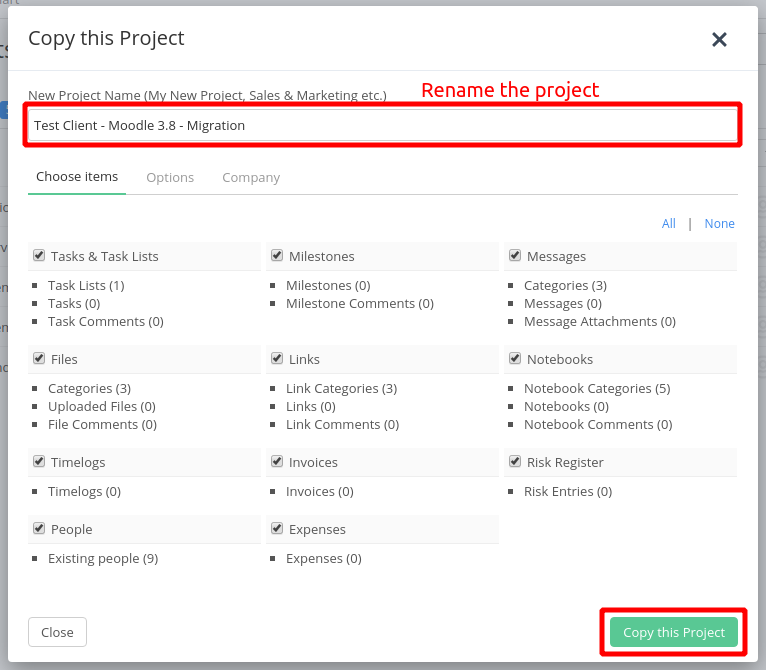 Copy this Project
New Project Name (My New Project, Sales & Marketing etc.)
Rename the project
Test Client - Moodle 3.8 - Migration
Choose items Options Company
All | None
Tasks & Task Lists
Task Lists (1)
Tasks (0)
Task Comments (0)
Milestones
Milestones (0)
Milestone Comments (0)
Messages
Categories (3)
Messages (0)
Message Attachments (0)
Files
Categories (3)
Uploaded Files (0)
File Comments (0)
Links
Link Categories (3)
Links (0)
Link Comments (0)
Notebooks
Notebook Categories (5)
Notebooks (0)
Notebook Comments (0)
Timelogs
Timelogs (0)
Invoices
Invoices (0)
Risk Register
Risk Entries (0)
People
Existing people (9)
Expenses
Expenses (0)
Close
Copy this Project